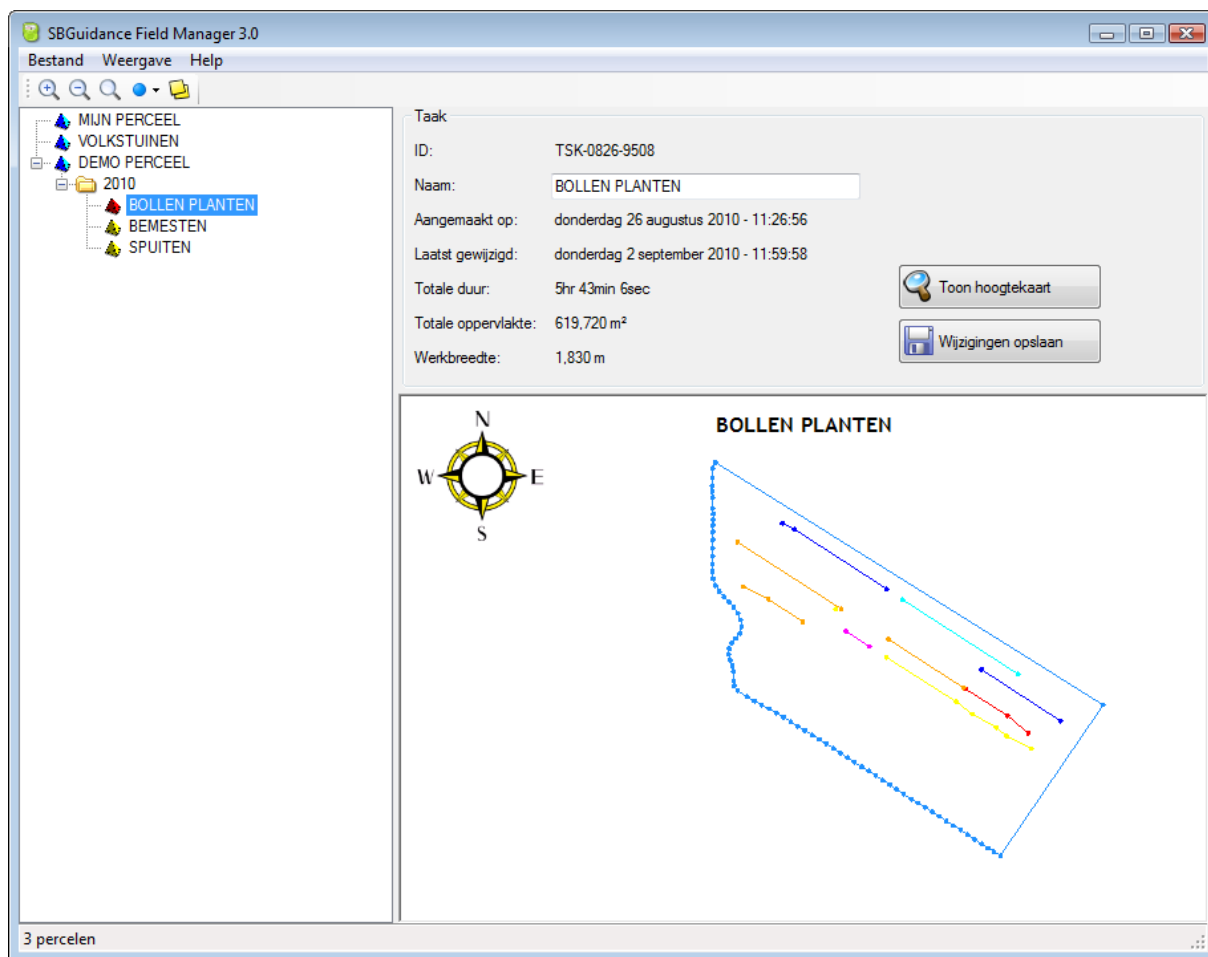 SBGuidance Field Manager 3.0
Bestand Weergave Help
MIJN PERCEEL
VOLKSTUINEN
DEMO PERCEEL
2010
BOLLEN PLANTEN
BEMESTEN
SPUITEN
Taak
ID: TSK-0826-9508
Naam: BOLLEN PLANTEN
Aangemaakt op: donderdag 26 augustus 2010 - 11:26:56
Laatst gewijzigd: donderdag 2 september 2010 - 11:59:58
Totale duur: 5hr 43min 6sec
Totale oppervlakte: 619,720 m²
Werkbreedte: 1,830 m
Toon hoogtekaart
Wijzigingen opslaan
BOLLEN PLANTEN
N
W E
S
3 percelen